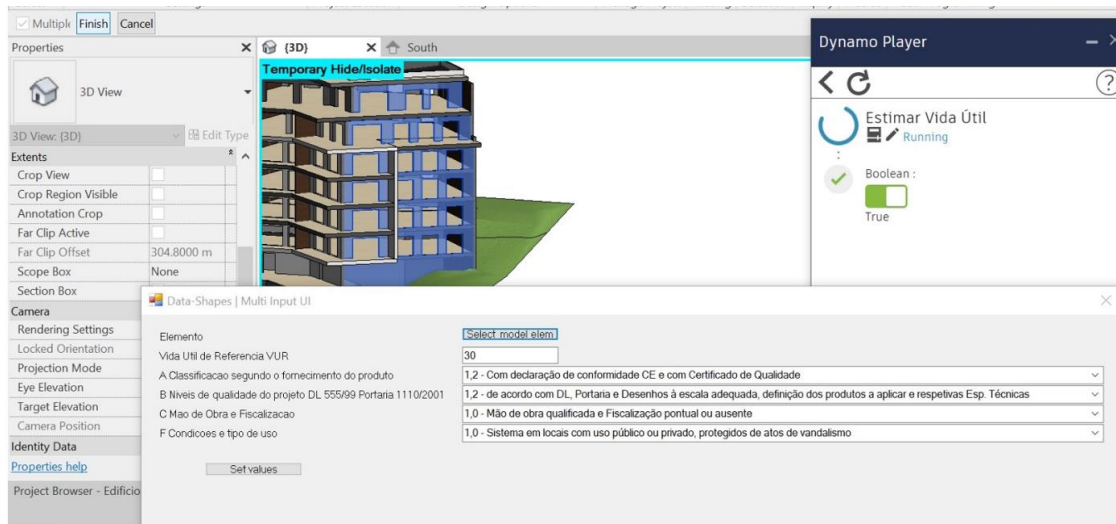 Multiple Finish Cancel
Properties
{3D}
South
3D View
3D View: {3D}
Edit Type
Extents
Crop View
Crop Region Visible
Annotation Crop
Far Clip Active
Far Clip Offset 304.8000 m
Scope Box None
Section Box
Camera
Rendering Settings
Locked Orientation
Projection Mode
Eye Elevation
Target Elevation
Camera Position
Identity Data
Properties help
Project Browser - Edificio
Temporary Hide/Isolate
Dynamo Player
Estimar Vida Útil
Running
:
Boolean :
True
Data-Shapes | Multi Input UI
Elemento Select model elem
Vida Util de Referencia VUR 30
A Classificacao segundo o fornecimento do produto 1,2 - Com declaração de conformidade CE e com Certificado de Qualidade
B Niveis de qualidade do projeto DL 555/99 Portaria 1110/2001 1,2 - de acordo com DL, Portaria e Desenhos à escala adequada, definição dos produtos a aplicar e respetivas Esp. Técnicas
C Mao de Obra e Fiscalizacao 1,0 - Mão de obra qualificada e Fiscalização pontual ou ausente
F Condicoes e tipo de uso 1,0 - Sistema em locais com uso público ou privado, protegidos de atos de vandalismo
Set values